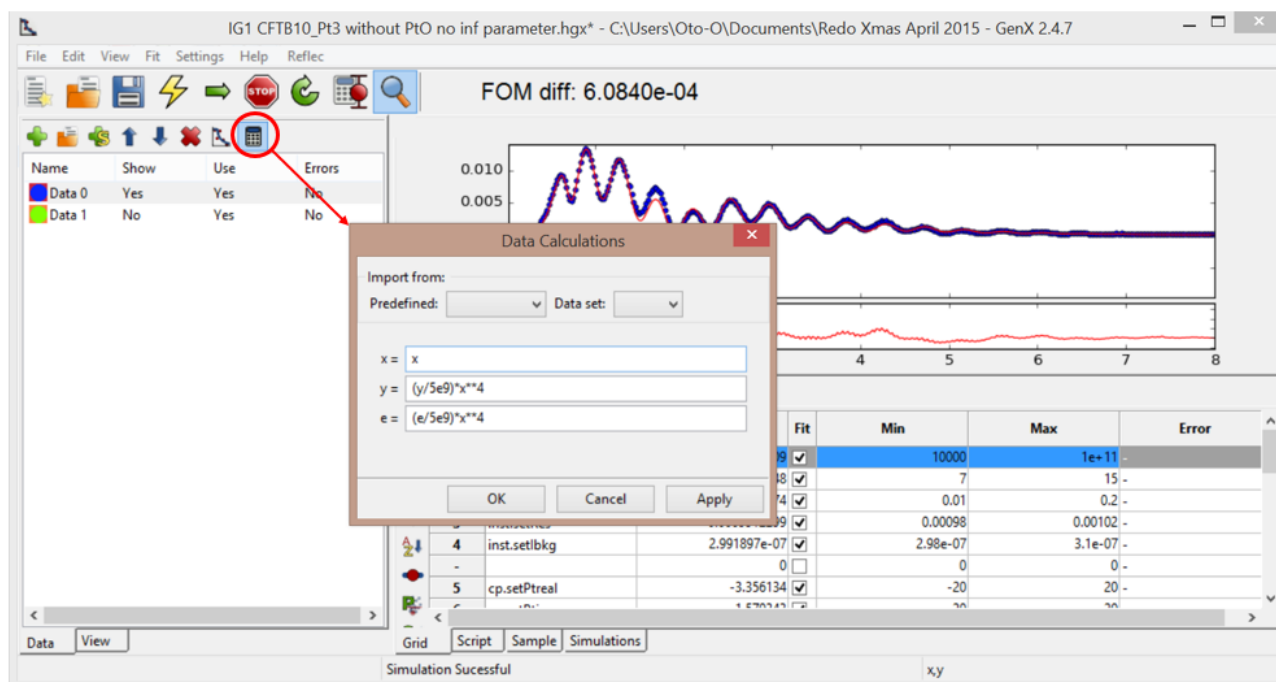 IG1 CFTB10_Pt3 without PtO no inf parameter.hgx* - C:\Users\Oto-O\Documents\Redo Xmas April 2015 - GenX 2.4.7
File Edit View Fit Settings Help Reflec
STOP
FOM diff: 6.0840e-04
Name Show Use Errors
Data 0 Yes Yes No
Data 1 No Yes No
0.010
0.005
Data Calculations
Import from:
Predefined: Data set:
x = x
y = (y/5e9)*x**4
e = (e/5e9)*x**4
OK Cancel Apply
4 5 6 7 8
Fit Min Max Error
10000 1e+11 -
7 15 -
0.01 0.2 -
0.00098 0.00102 -
4 inst.setIbkg 2.991897e-07 2.98e-07 3.1e-07 -
- 0 0 0 -
5 cp.setPtreal -3.356134 -20 20 -
Data View
Grid Script Sample Simulations
Simulation Sucessful x,y